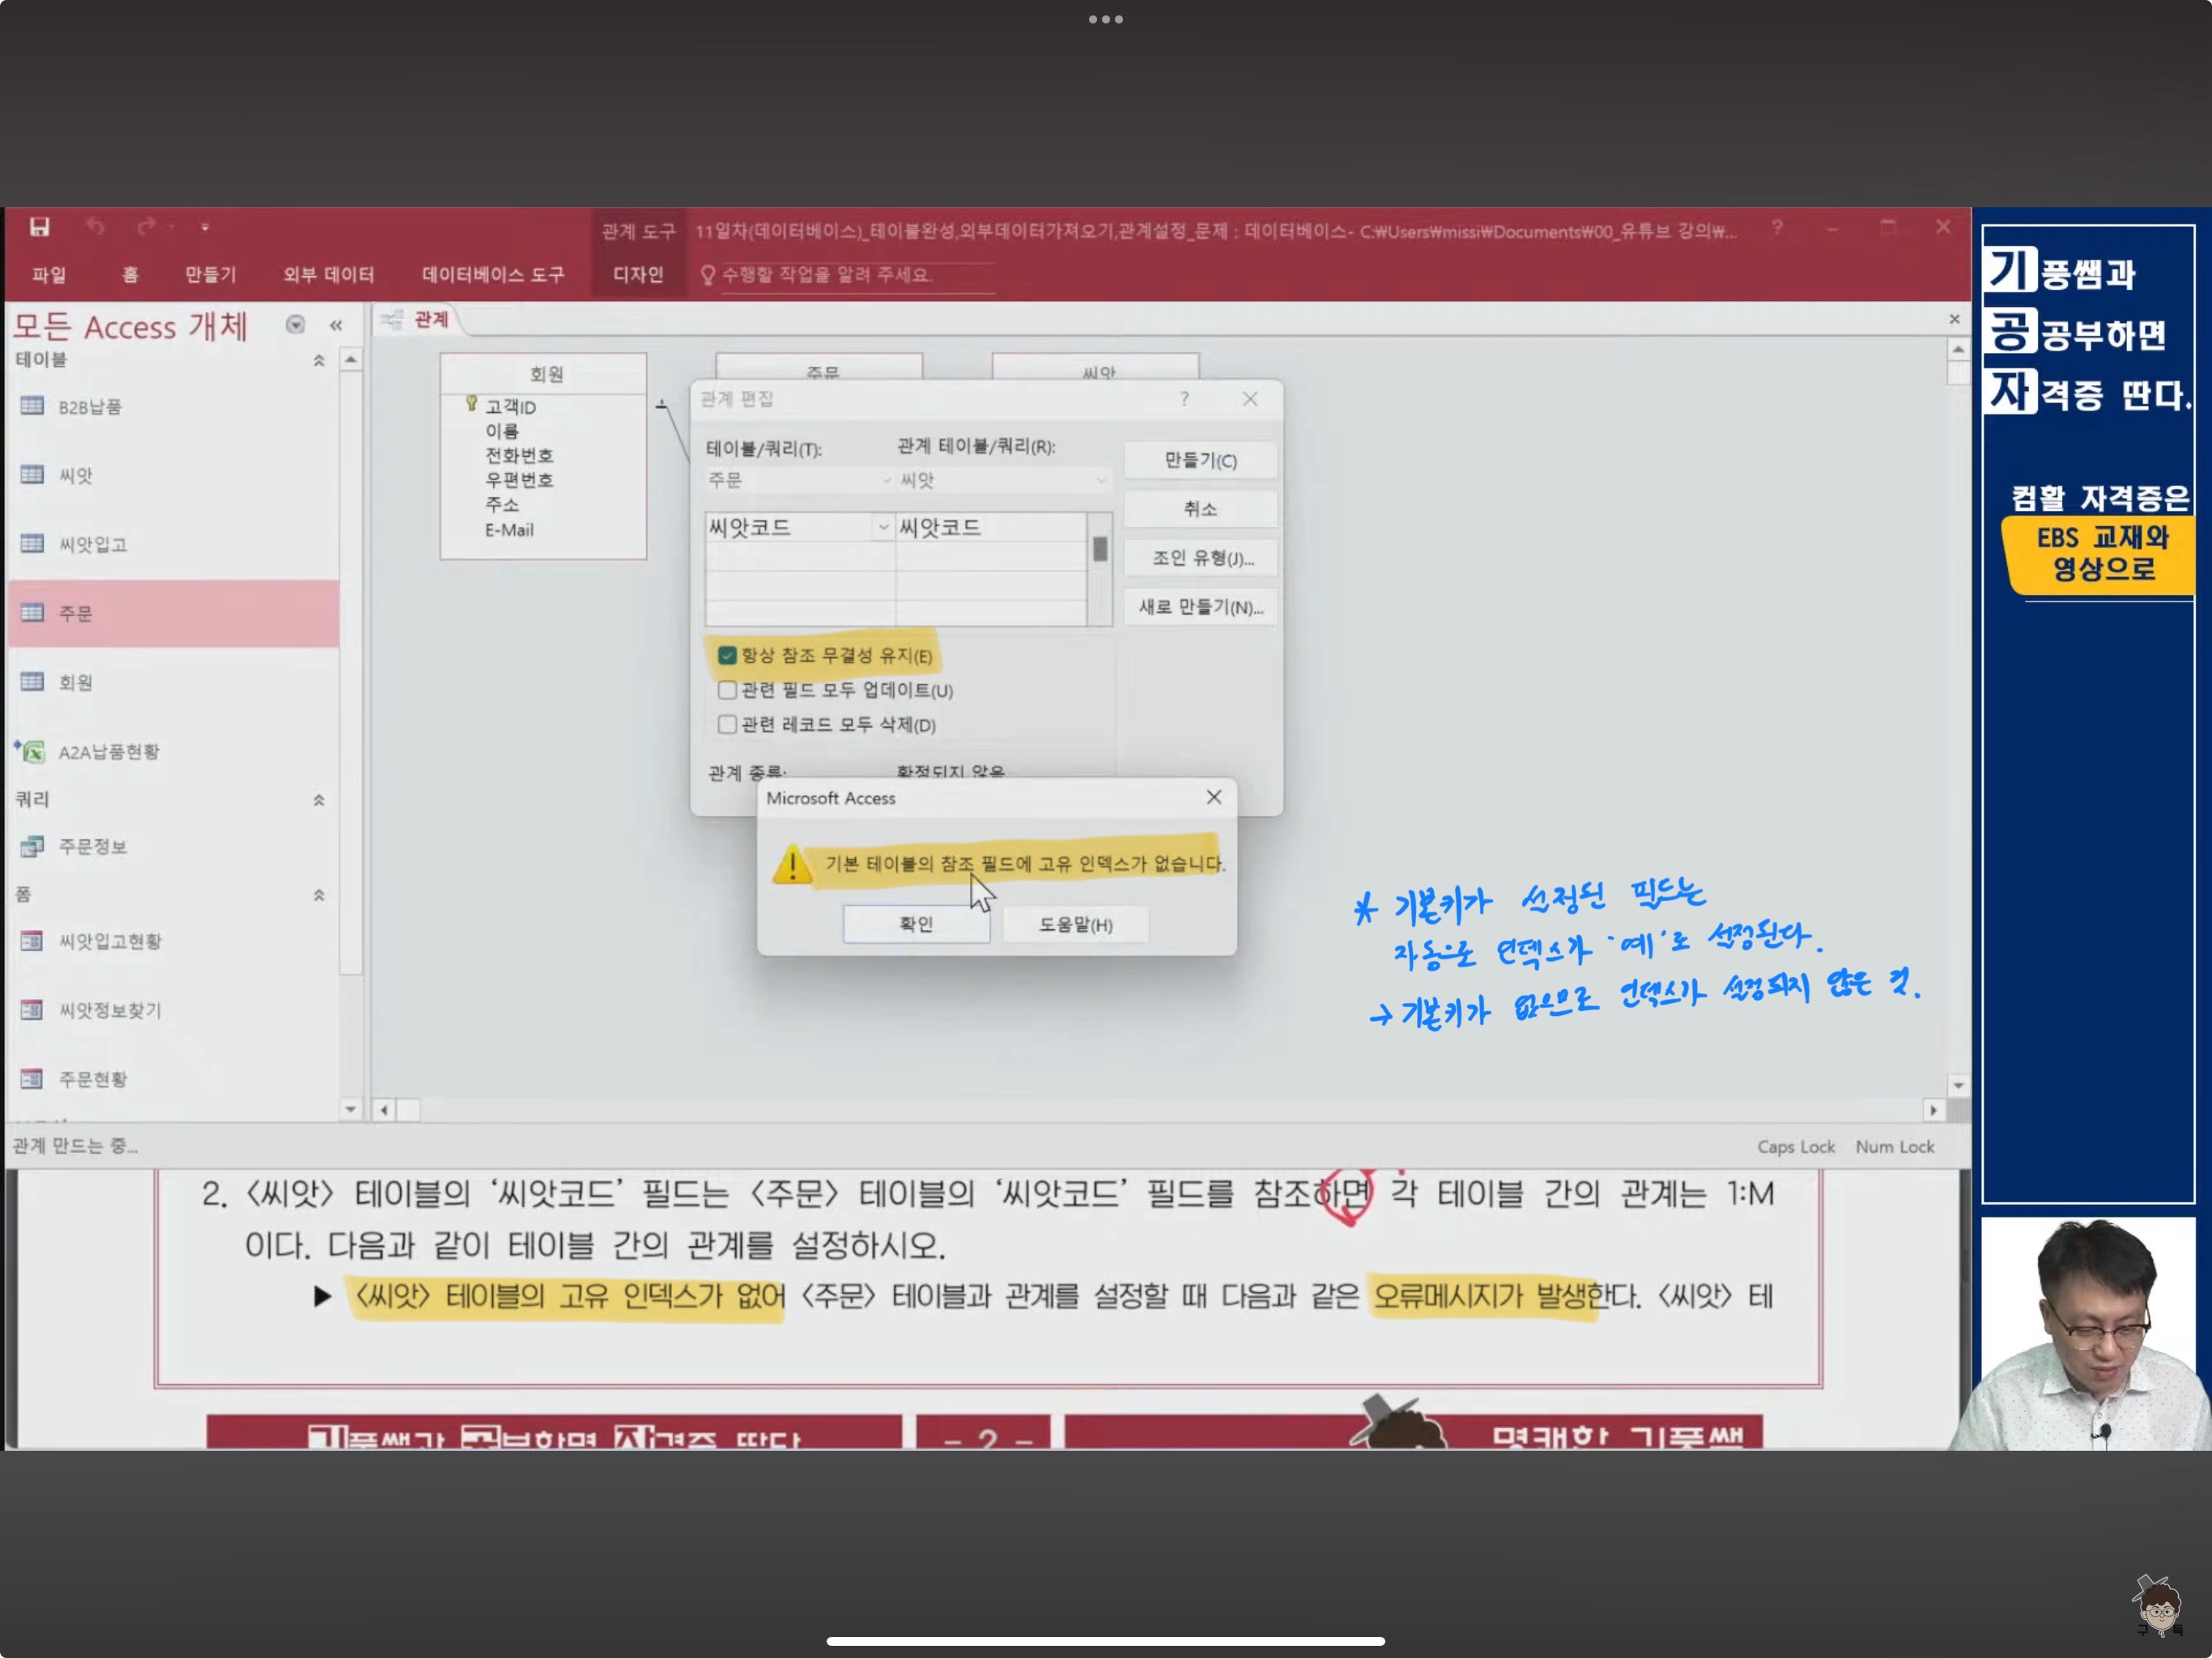 관계 도구
11일차(데이터베이스)_테이블완성,외부데이터가져오기,관계설정_문제 : 데이터베이스- C:₩Users₩missi₩Documents₩00_유튜브 강의₩...
파일 홈 만들기 외부 데이터 데이터베이스 도구 디자인 수행할 작업을 알려 주세요.
모든 Access 개체
테이블
B2B납품
씨앗
씨앗입고
주문
회원
A2A납품현황
쿼리
주문정보
폼
씨앗입고현황
씨앗정보찾기
주문현황
관계
회원
고객ID
이름
전화번호
우편번호
주소
E-Mail
주문
씨앗
관계 편집
테이블/쿼리(T): 관계 테이블/쿼리(R):
주문 씨앗
씨앗코드 씨앗코드
만들기(C)
취소
조인 유형(J)...
새로 만들기(N)...
항상 참조 무결성 유지(E)
관련 필드 모두 업데이트(U)
관련 레코드 모두 삭제(D)
관계 종류: 확정되지 않음
Microsoft Access
기본 테이블의 참조 필드에 고유 인덱스가 없습니다.
확인 도움말(H)
* 기본키가 선정된 필드는
자동으로 인덱스가 '예'로 설정된다.
→ 기본키가 없으므로 인덱스가 설정되지 않은 것.
관계 만드는 중...
Caps Lock Num Lock
2. 〈씨앗〉 테이블의 ‘씨앗코드’ 필드는 〈주문〉 테이블의 ‘씨앗코드’ 필드를 참조하면 각 테이블 간의 관계는 1:M
이다. 다음과 같이 테이블 간의 관계를 설정하시오.
▶ 〈씨앗〉 테이블의 고유 인덱스가 없어 〈주문〉 테이블과 관계를 설정할 때 다음과 같은 오류메시지가 발생한다. 〈씨앗〉 테
기풍쌤과 공부하면 자격증 딴다
- 2 -
명쾌한 기풍쌤
기풍쌤과
공공부하면
자격증 딴다.
컴활 자격증은
EBS 교재와
영상으로
구독